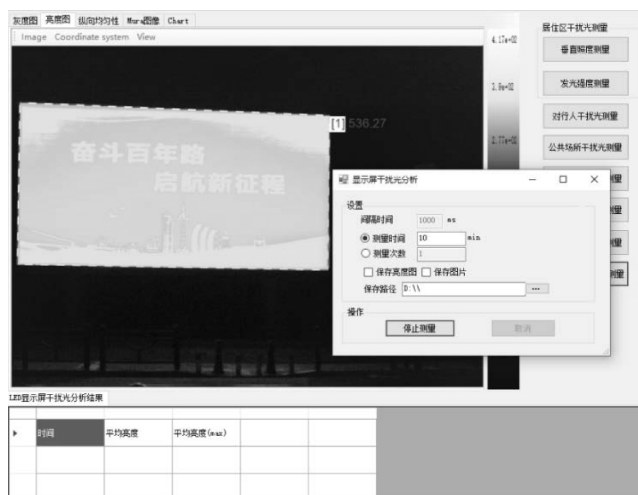 灰度图 亮度图 纵向均匀性 Mura图像 Chart
Image Coordinate system View
4.17e+02
2.77e+02
[1] 536.27
奋斗百年路
启航新征程
居住区干扰光测量
垂直照度测量
发光强度测量
对行人干扰光测量
公共场所干扰光测量
显示屏干扰光分析
设置
间隔时间 1000 ms
测量时间 10 min
测量次数 1
保存亮度图 保存图片
保存路径 D:\\ ...
操作
停止测量 取消
LED显示屏干扰光分析结果
时间 平均亮度 平均亮度(max)